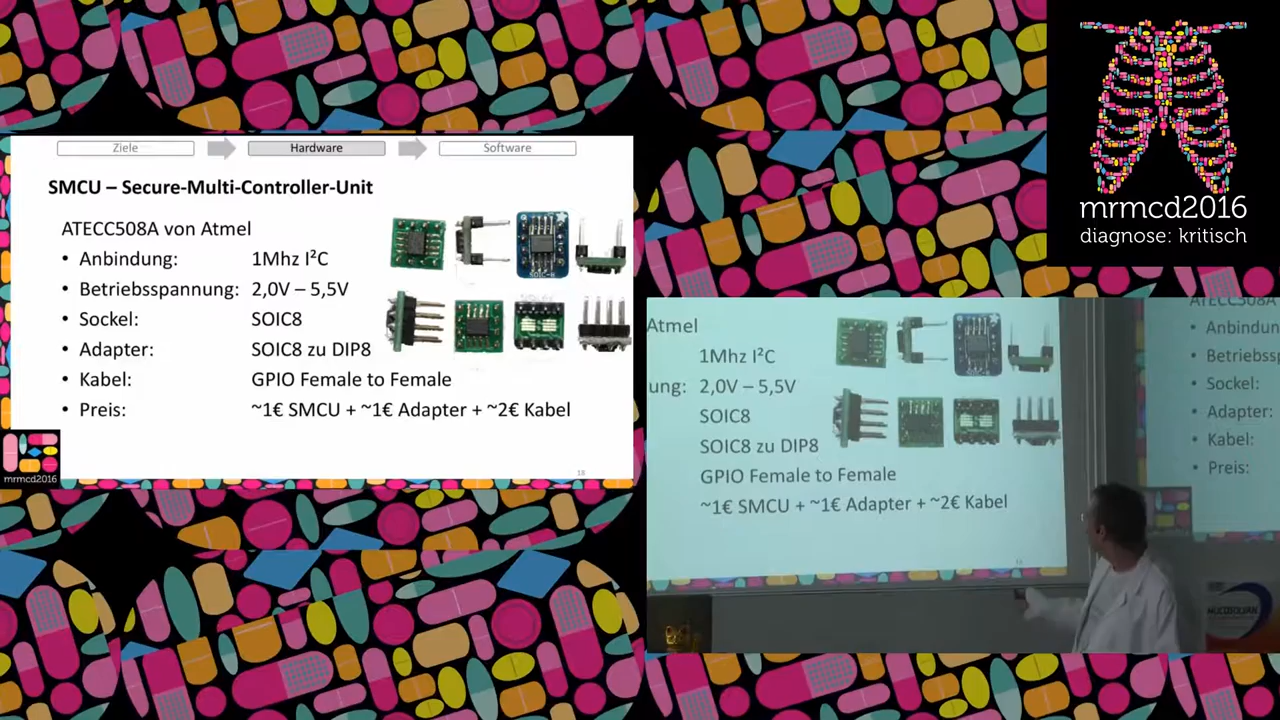 Ziele
Hardware
Software
SMCU – Secure-Multi-Controller-Unit
ATECC508A von Atmel
• Anbindung: 1Mhz I²C
• Betriebsspannung: 2,0V – 5,5V
• Sockel: SOIC8
• Adapter: SOIC8 zu DIP8
• Kabel: GPIO Female to Female
• Preis: ~1€ SMCU + ~1€ Adapter + ~2€ Kabel
18
mrmcd2016
mrmcd2016
diagnose: kritisch
Atmel
1Mhz I²C
ung: 2,0V – 5,5V
SOIC8
SOIC8 zu DIP8
GPIO Female to Female
~1€ SMCU + ~1€ Adapter + ~2€ Kabel
ATECC508A
• Anbindun
• Betriebssp
• Sockel:
• Adapter:
• Kabel:
• Preis:
MUCOSOLVAN